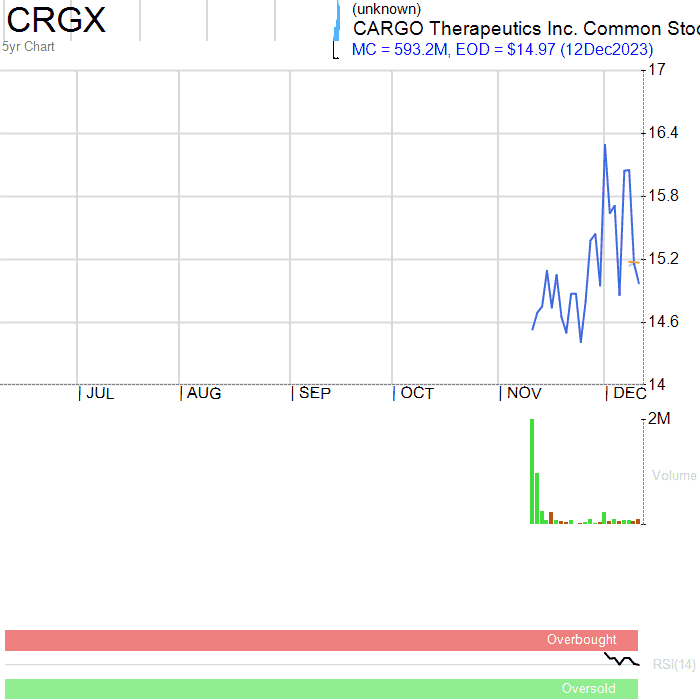 CRGX
5yr Chart
(unknown)
CARGO Therapeutics Inc. Common Stoc
MC = 593.2M, EOD = $14.97 (12Dec2023)
17
16.4
15.8
15.2
14.6
14
JUL AUG SEP OCT NOV DEC
2M
Volume
Overbought
RSI(14)
Oversold